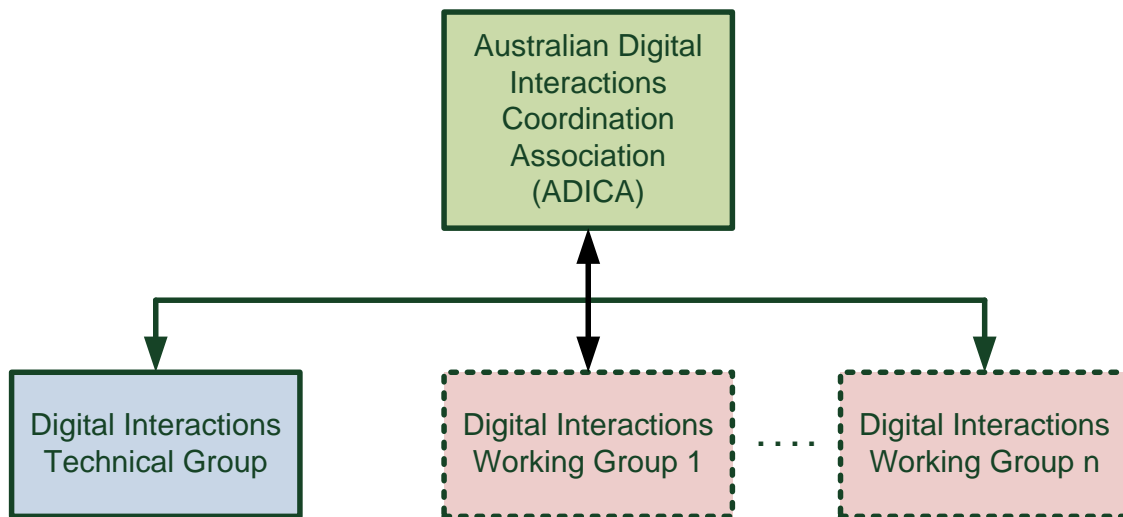 Australian Digital
Interactions
Coordination
Association
(ADICA)
Digital Interactions
Technical Group
Digital Interactions
Working Group 1
. . . .
Digital Interactions
Working Group n